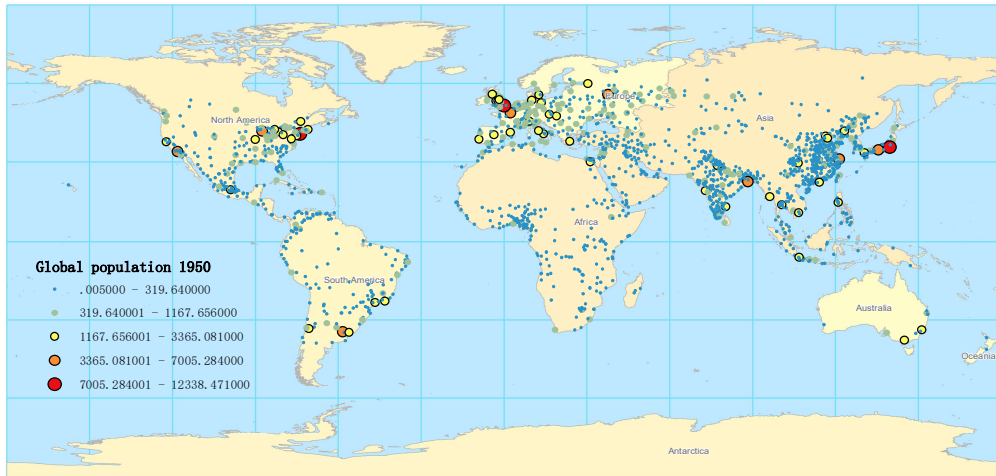 Europe
North America
Asia
Africa
Global population 1950
South America
.005000 - 319.640000
319.640001 - 1167.656000
1167.656001 - 3365.081000
3365.081001 - 7005.284000
7005.284001 - 12338.471000
Australia
Oceania
Antarctica